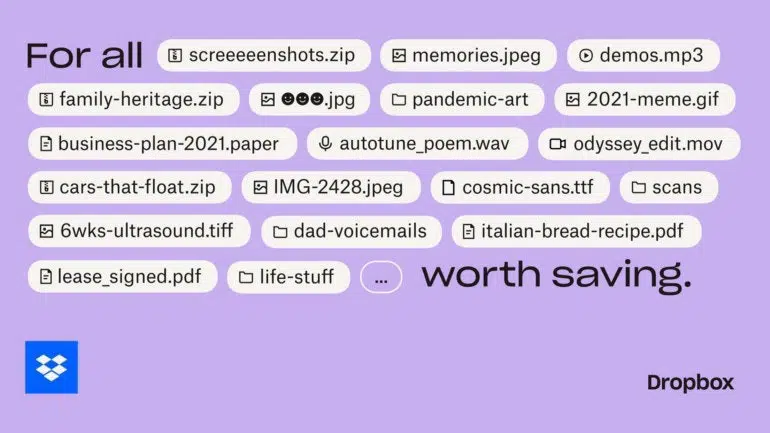 For all screeeeenshots.zip memories.jpeg demos.mp3
family-heritage.zip ☻☻☻.jpg pandemic-art 2021-meme.gif
business-plan-2021.paper autotune_poem.wav odyssey_edit.mov
cars-that-float.zip IMG-2428.jpeg cosmic-sans.ttf scans
6wks-ultrasound.tiff dad-voicemails italian-bread-recipe.pdf
lease_signed.pdf life-stuff ... worth saving.
Dropbox